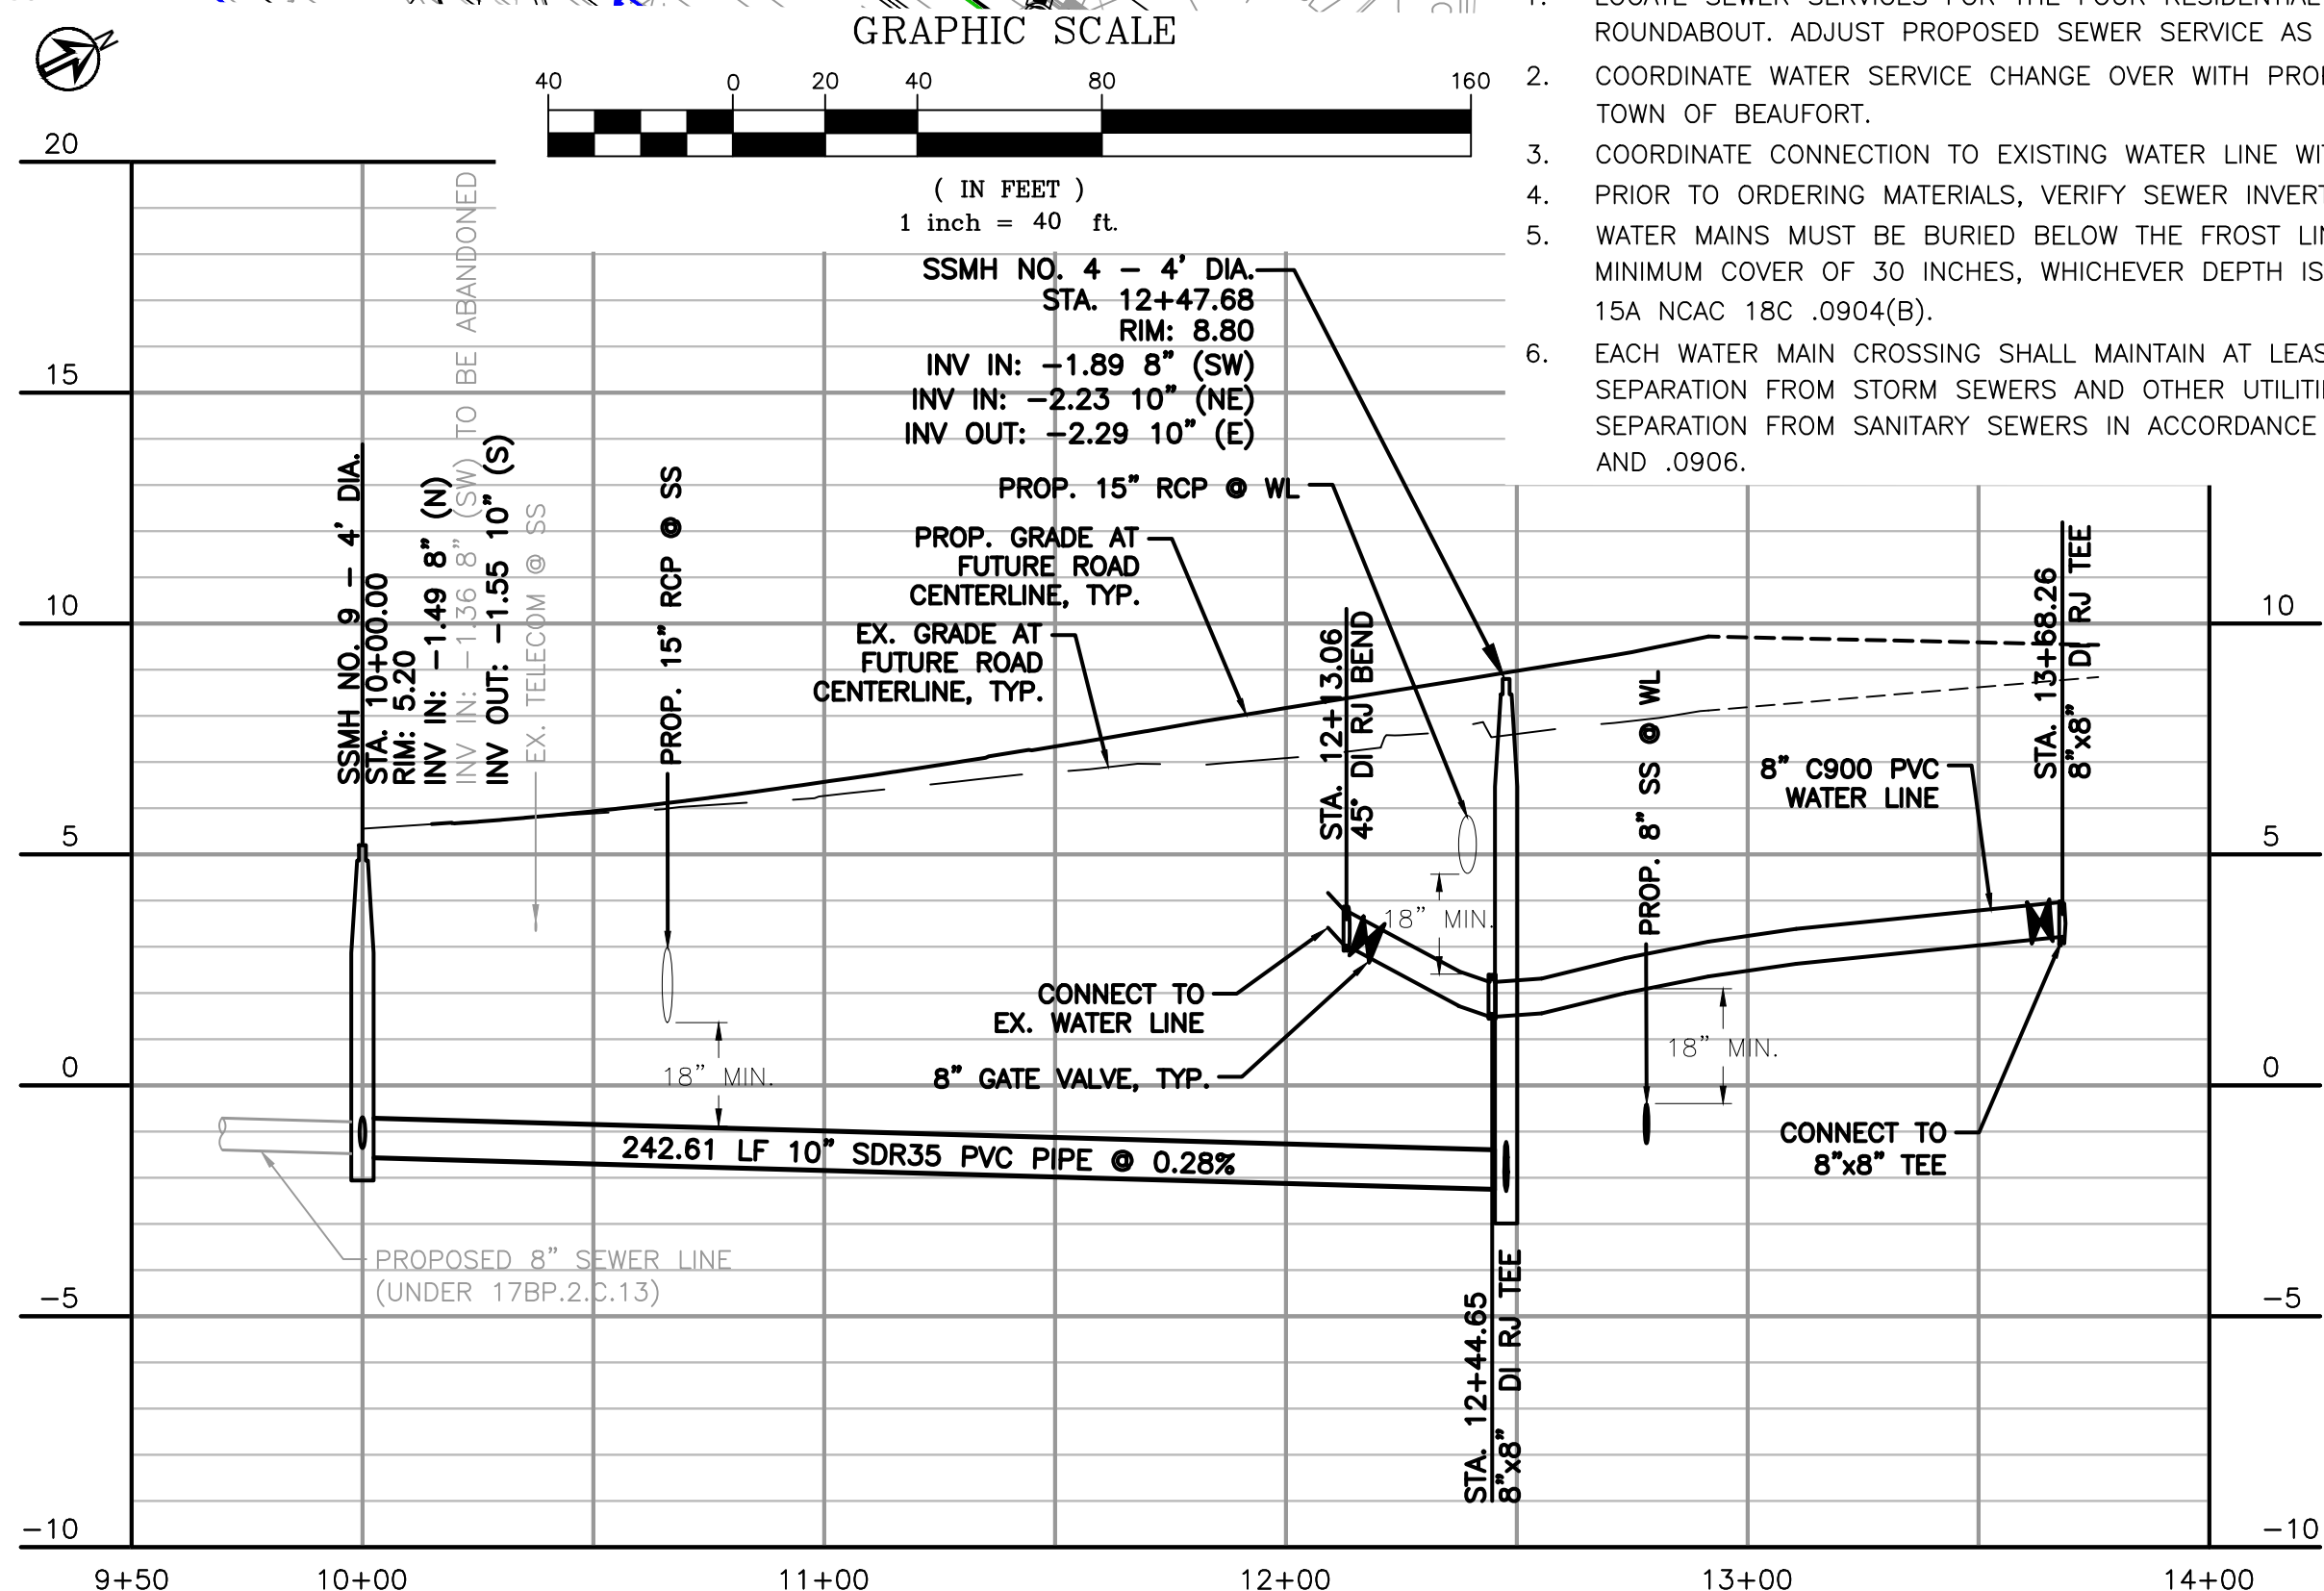 GRAPHIC SCALE
40 0 20 40 80 160
( IN FEET )
1 inch = 40 ft.
ROUNDABOUT. ADJUST PROPOSED SEWER SERVICE AS
2. COORDINATE WATER SERVICE CHANGE OVER WITH
TOWN OF BEAUFORT.
3. COORDINATE CONNECTION TO EXISTING WATER LINE
4. PRIOR TO ORDERING MATERIALS, VERIFY SEWER
5. WATER MAINS MUST BE BURIED BELOW THE FROST
MINIMUM COVER OF 30 INCHES, WHICHEVER DEPTH IS
15A NCAC 18C .0904(B).
6. EACH WATER MAIN CROSSING SHALL MAINTAIN AT
SEPARATION FROM STORM SEWERS AND OTHER
SEPARATION FROM SANITARY SEWERS IN ACCORDANCE
AND .0906.
20
15
10
5
0
-5
-10
SSMH NO. 9 - 4' DIA.
STA. 10+00.00
RIM: 5.20
INV IN: -1.49 8" (N)
INV IN: -1.36 8" (SW) TO BE ABANDONED
INV OUT: -1.55 10" (S)
EX. TELECOM @ SS
PROP. 15" RCP @ SS
SSMH NO. 4 - 4' DIA.
STA. 12+47.68
RIM: 8.80
INV IN: -1.89 8" (SW)
INV IN: -2.23 10" (NE)
INV OUT: -2.29 10" (E)
PROP. 15" RCP @ WL
PROP. GRADE AT
FUTURE ROAD
CENTERLINE, TYP.
EX. GRADE AT
FUTURE ROAD
CENTERLINE, TYP.
STA. 12+13.06
45° DI RJ BEND
18" MIN.
CONNECT TO
EX. WATER LINE
8" GATE VALVE, TYP.
18" MIN.
242.61 LF 10" SDR35 PVC PIPE @ 0.28%
PROPOSED 8" SEWER LINE
(UNDER 17BP.2.C.13)
STA. 12+44.65
8"x8" DI RJ TEE
PROP. 8" SS @ WL
18" MIN.
8" C900 PVC
WATER LINE
STA. 13+68.26
8"x8" DI RJ TEE
CONNECT TO
8"x8" TEE
10
5
0
-5
-10
9+50 10+00 11+00 12+00 13+00 14+00